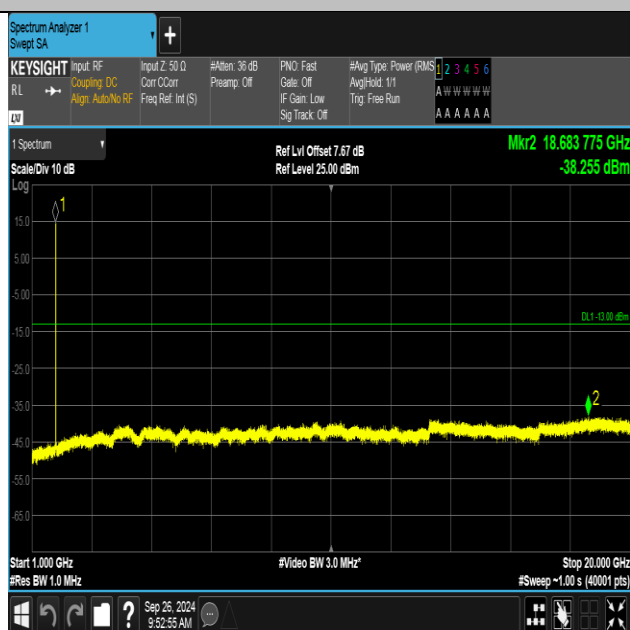 Spectrum Analyzer 1
Swept SA
+
KEYSIGHT
RL
LXI
Input: RF
Coupling: DC
Align: Auto/No RF
Input Z: 50 Ω
Corr CCorr
Freq Ref: Int (S)
#Atten: 36 dB
Preamp: Off
PNO: Fast
Gate: Off
IF Gain: Low
Sig Track: Off
#Avg Type: Power (RMS
Avg|Hold: 1/1
Trig: Free Run
1 2 3 4 5 6
A W W W W W
A A A A A A
1 Spectrum
Scale/Div 10 dB
Log
Ref Lvl Offset 7.67 dB
Ref Level 25.00 dBm
Mkr2 18.683 775 GHz
-38.255 dBm
1
15.0
5.00
-5.00
DL1 -13.00 dBm
-15.0
-25.0
-35.0
2
-45.0
-55.0
-65.0
Start 1.000 GHz
#Video BW 3.0 MHz*
Stop 20.000 GHz
#Res BW 1.0 MHz
#Sweep ~1.00 s (40001 pts)
?
Sep 26, 2024
9:52:55 AM